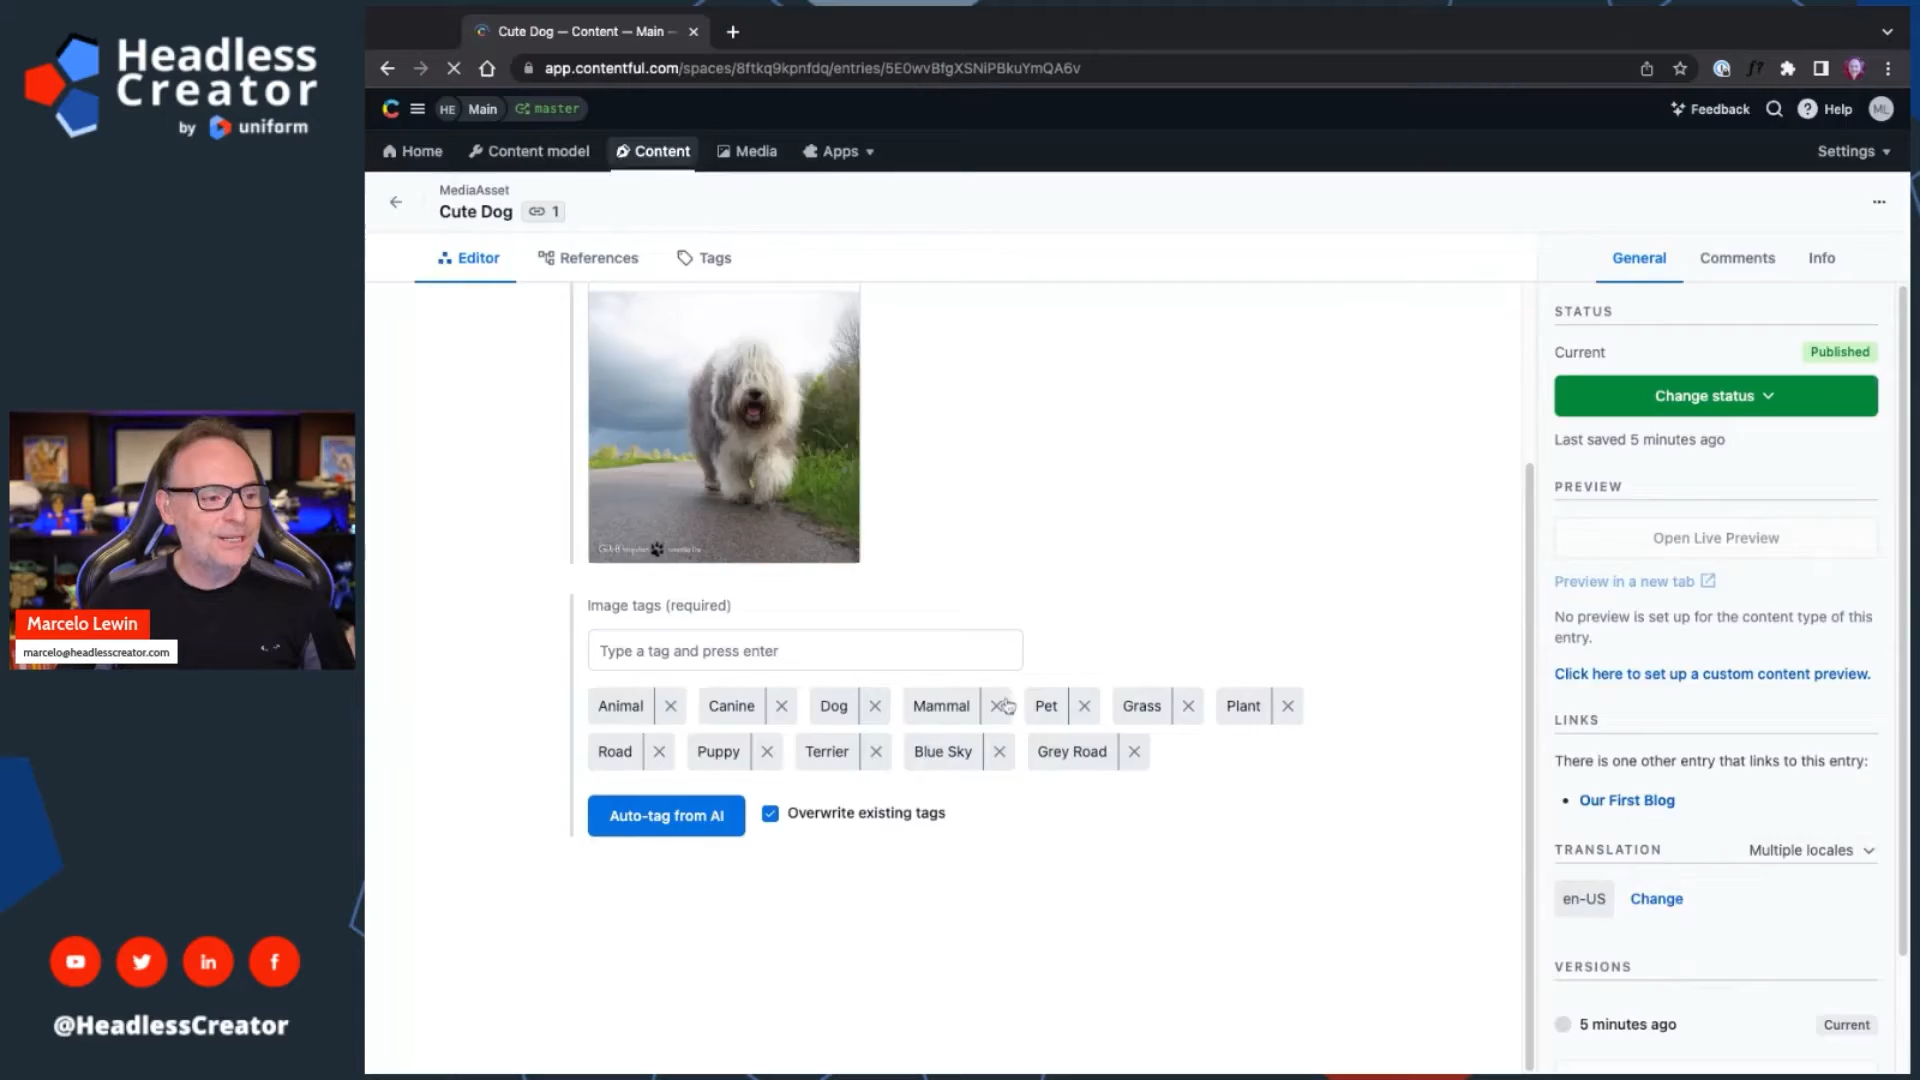 Headless
Creator
by uniform
Cute Dog — Content — Main —
app.contentful.com/spaces/8ftkq9kpnfdq/entries/5E0wvBfgXSNiPBkuYmQA6v
HE Main master
Feedback
Help
ML
Home
Content model
Content
Media
Apps
Settings
MediaAsset
Cute Dog
1
Editor
References
Tags
General
Comments
Info
Image tags (required)
Type a tag and press enter
Animal
Canine
Dog
Mammal
Pet
Grass
Plant
Road
Puppy
Terrier
Blue Sky
Grey Road
Auto-tag from AI
Overwrite existing tags
STATUS
Current
Published
Change status
Last saved 5 minutes ago
PREVIEW
Open Live Preview
Preview in a new tab
No preview is set up for the content type of this
entry.
Click here to set up a custom content preview.
LINKS
There is one other entry that links to this entry:
Our First Blog
TRANSLATION
Multiple locales
en-US
Change
VERSIONS
5 minutes ago
Current
Marcelo Lewin
marcelo@headlesscreator.com
@HeadlessCreator